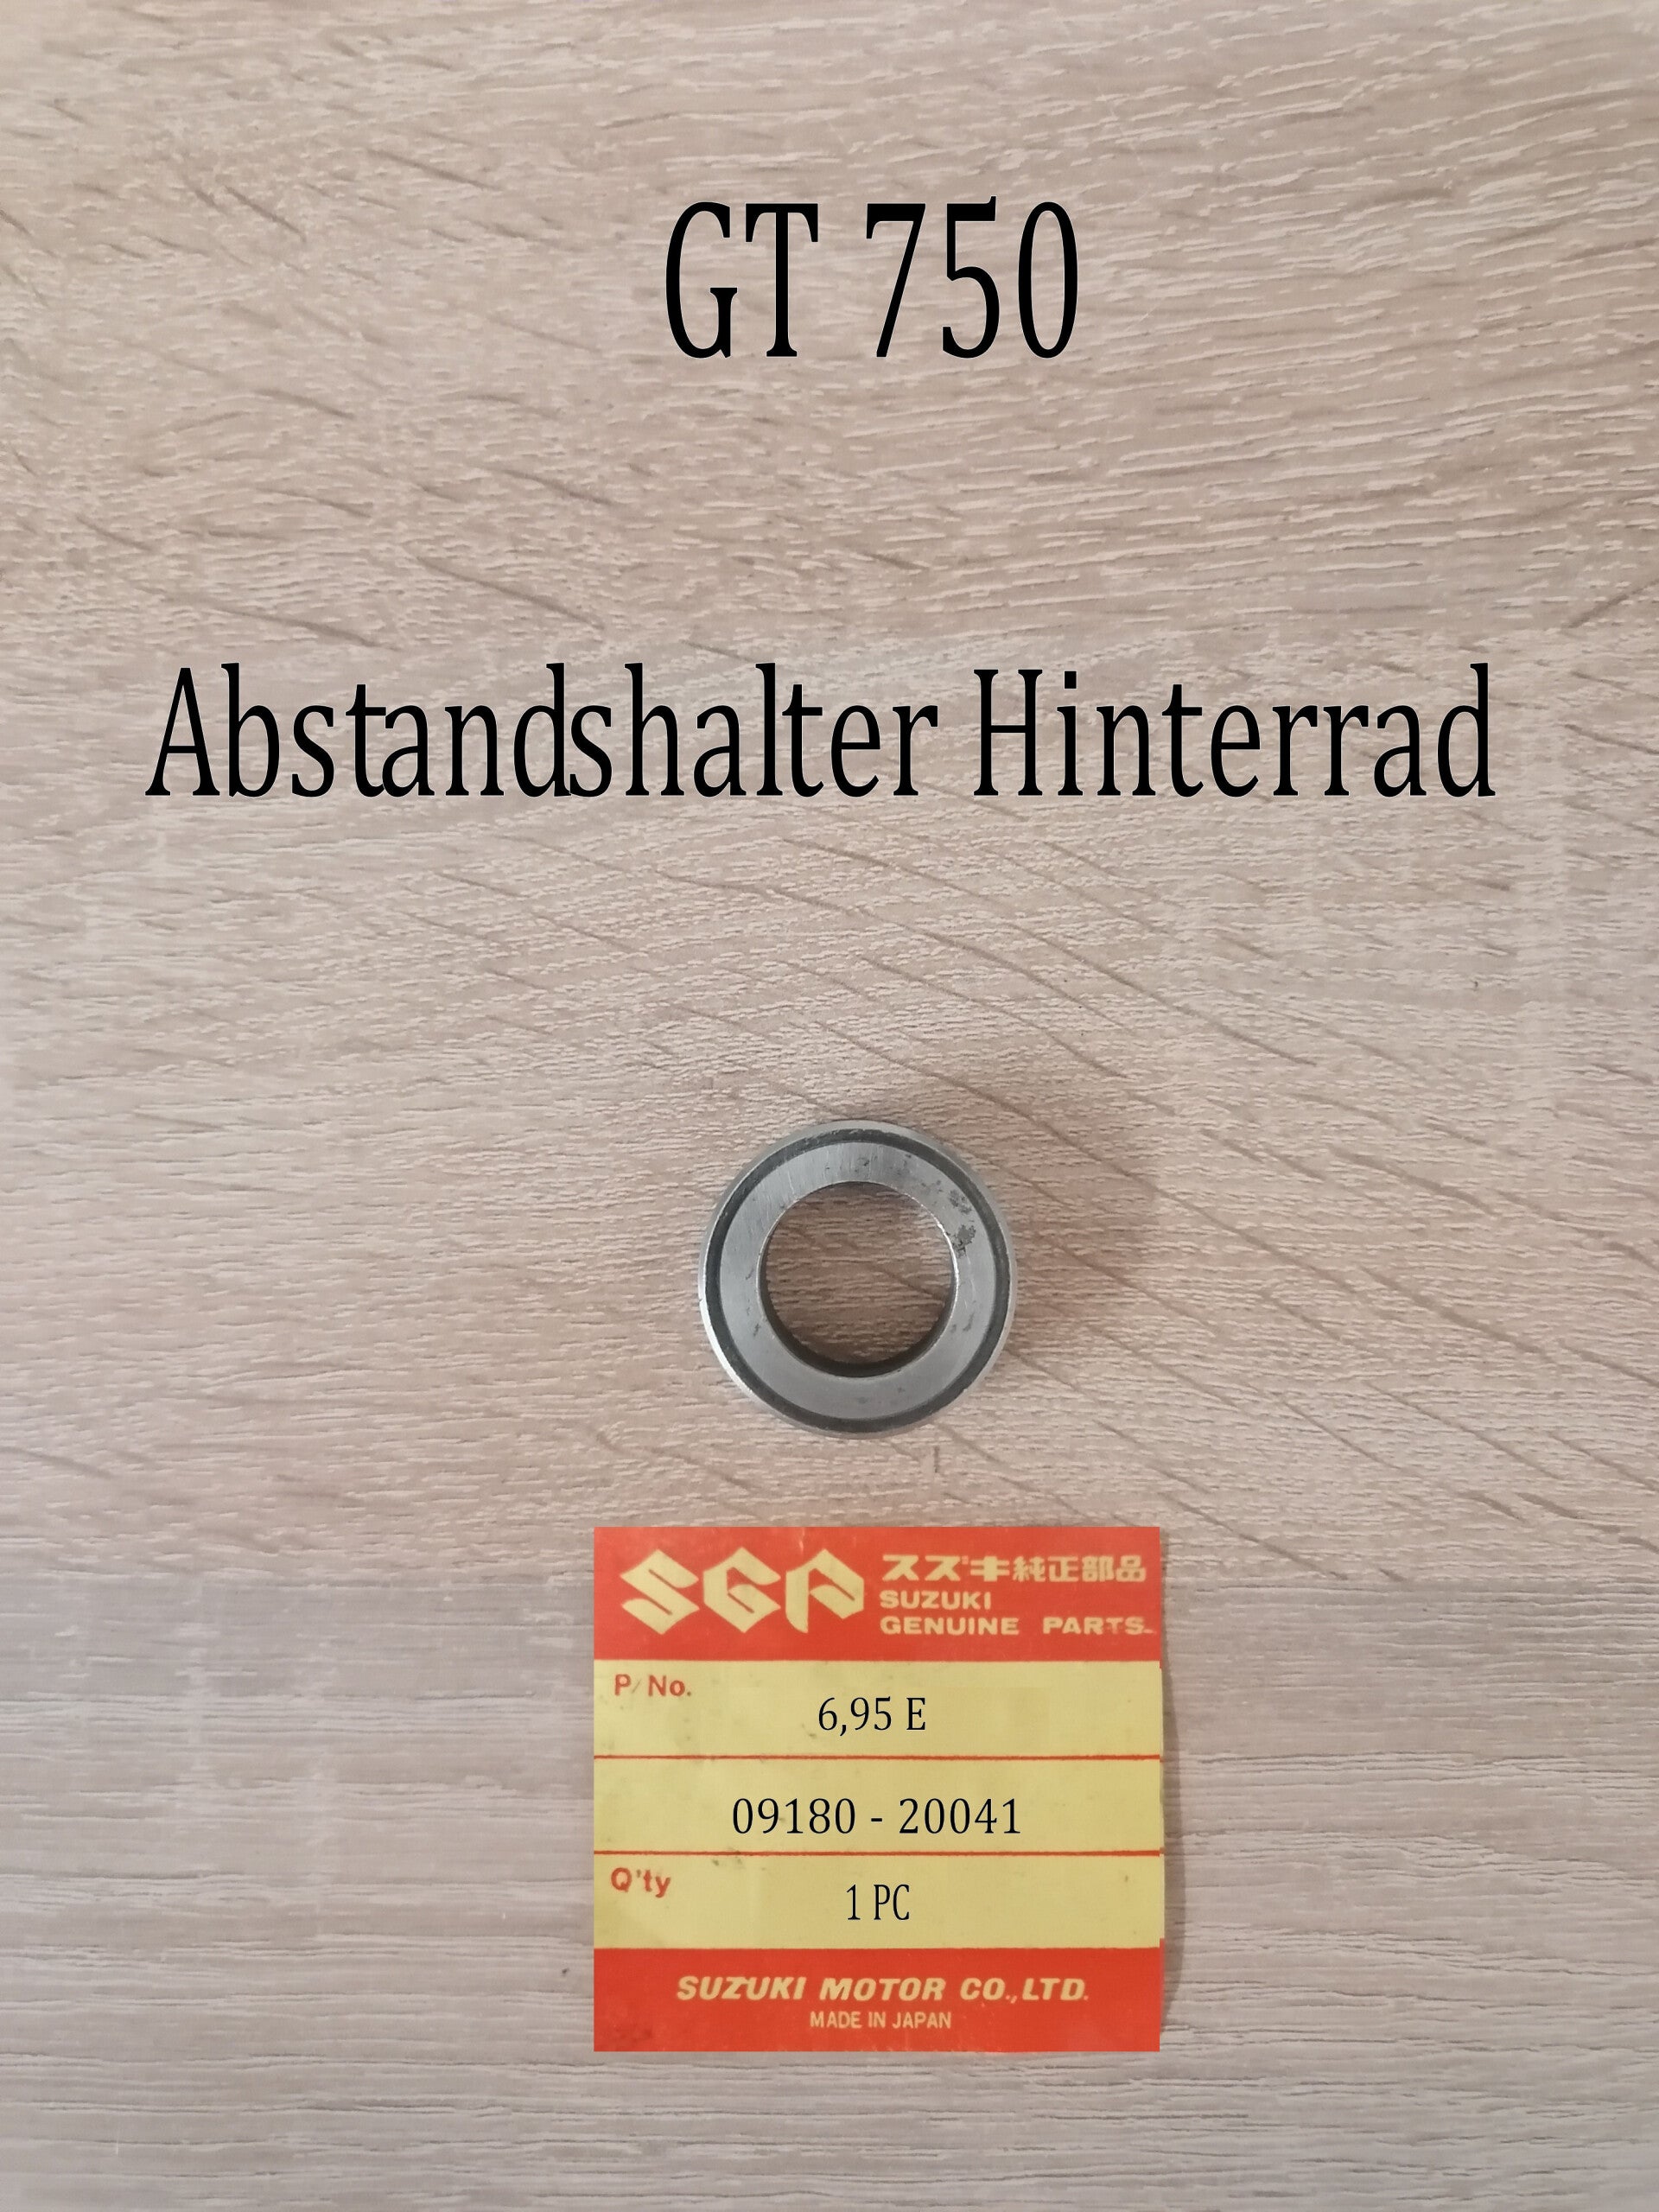 GT 750
Abstandshalter Hinterrad
SGP スズキ純正部品
SUZUKI
GENUINE PARTS
P/No.
6,95 E
09180 - 20041
Q'ty
1 PC
SUZUKI MOTOR CO.,LTD.
MADE IN JAPAN